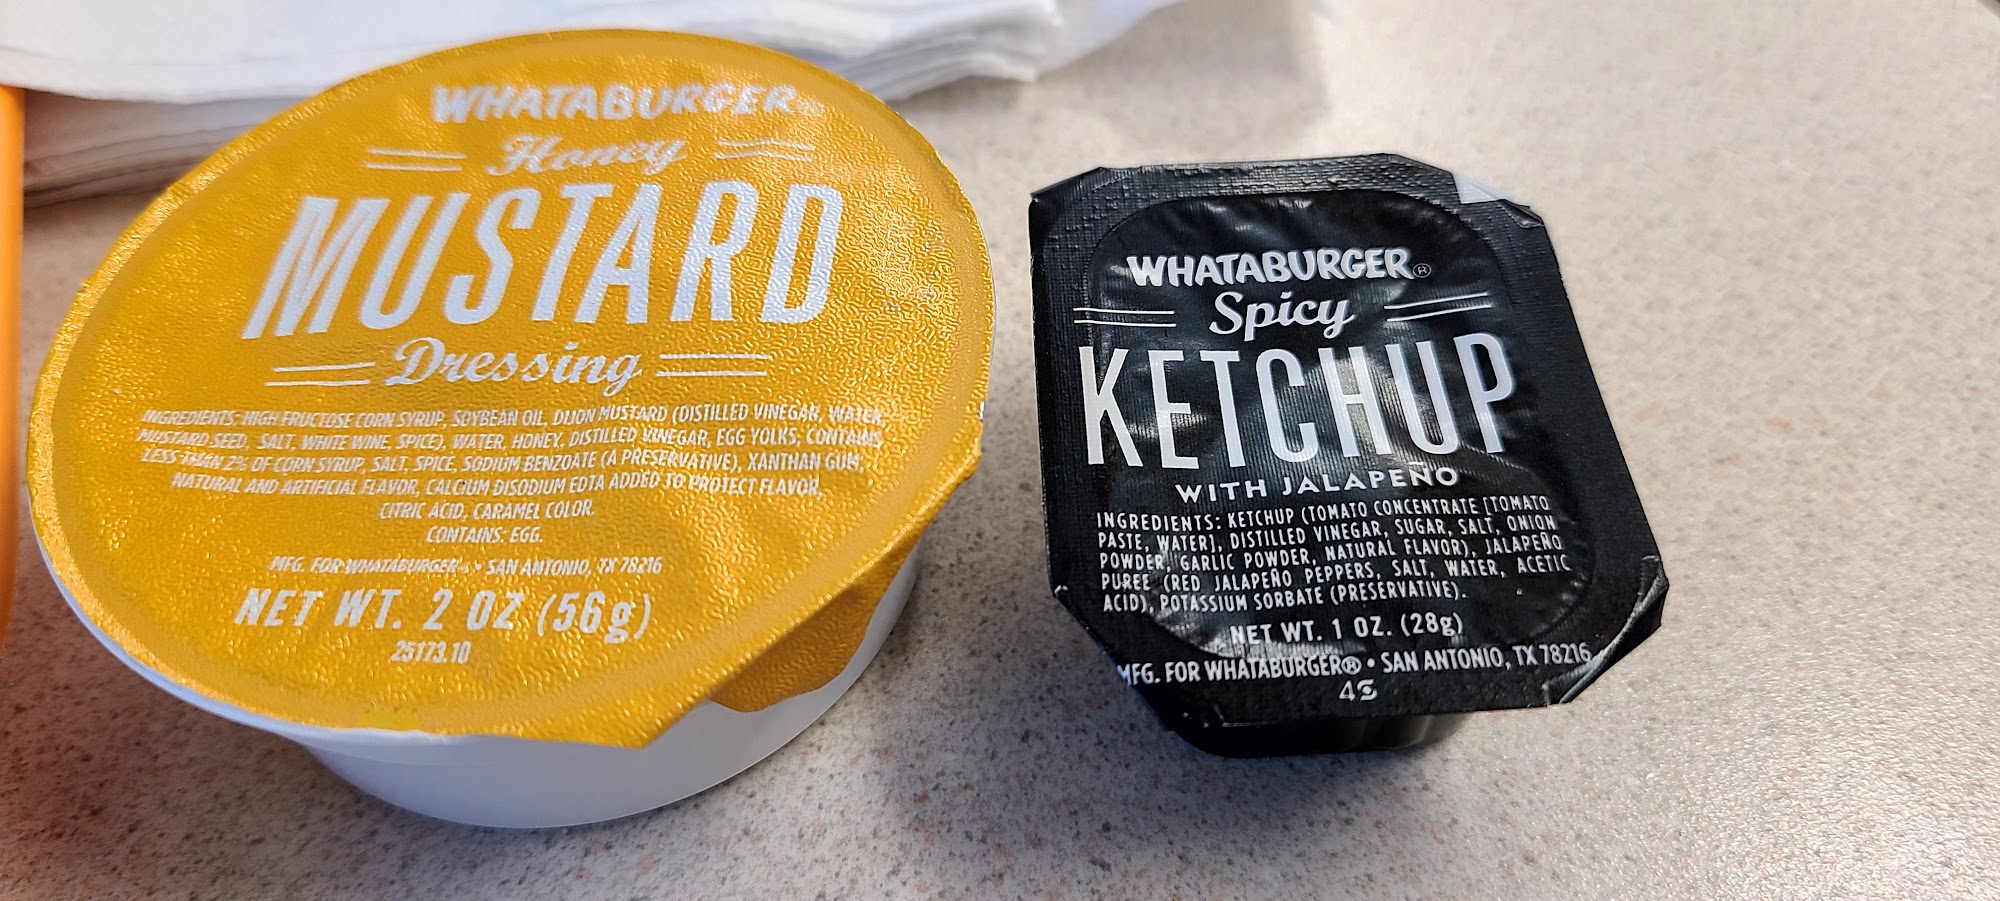 WHATABURGER®
Honey
MUSTARD
Dressing
INGREDIENTS: HIGH FRUCTOSE CORN SYRUP, SOYBEAN OIL, DIJON MUSTARD (DISTILLED VINEGAR, WATER,
MUSTARD SEED, SALT, WHITE WINE, SPICE), WATER, HONEY, DISTILLED VINEGAR, EGG YOLKS, CONTAINS
LESS THAN 2% OF CORN SYRUP, SALT, SPICE, SODIUM BENZOATE (A PRESERVATIVE), XANTHAN GUM,
NATURAL AND ARTIFICIAL FLAVOR, CALCIUM DISODIUM EDTA ADDED TO PROTECT FLAVOR,
CITRIC ACID, CARAMEL COLOR.
CONTAINS: EGG.
MFG. FOR WHATABURGER® • SAN ANTONIO, TX 78216
NET WT. 2 OZ (56g)
25173.10
WHATABURGER®
Spicy
KETCHUP
WITH JALAPEÑO
INGREDIENTS: KETCHUP (TOMATO CONCENTRATE [TOMATO
PASTE, WATER], DISTILLED VINEGAR, SUGAR, SALT, ONION
POWDER, GARLIC POWDER, NATURAL FLAVOR), JALAPEÑO
PUREE (RED JALAPEÑO PEPPERS, SALT, WATER, ACETIC
ACID), POTASSIUM SORBATE (PRESERVATIVE).
NET WT. 1 OZ. (28g)
MFG. FOR WHATABURGER® • SAN ANTONIO, TX 78216